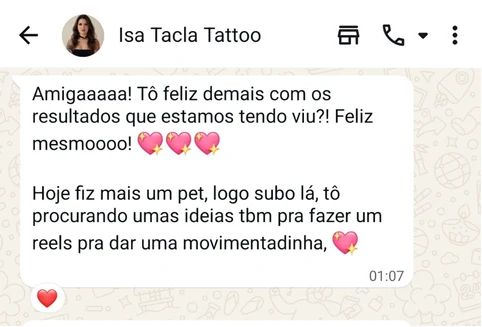 Isa Tacla Tattoo
Amigaaaaa! Tô feliz demais com os
resultados que estamos tendo viu?! Feliz
mesmoooo! 💖💖💖
Hoje fiz mais um pet, logo subo lá, tô
procurando umas ideias tbm pra fazer um
reels pra dar uma movimentadinha, 💖
01:07